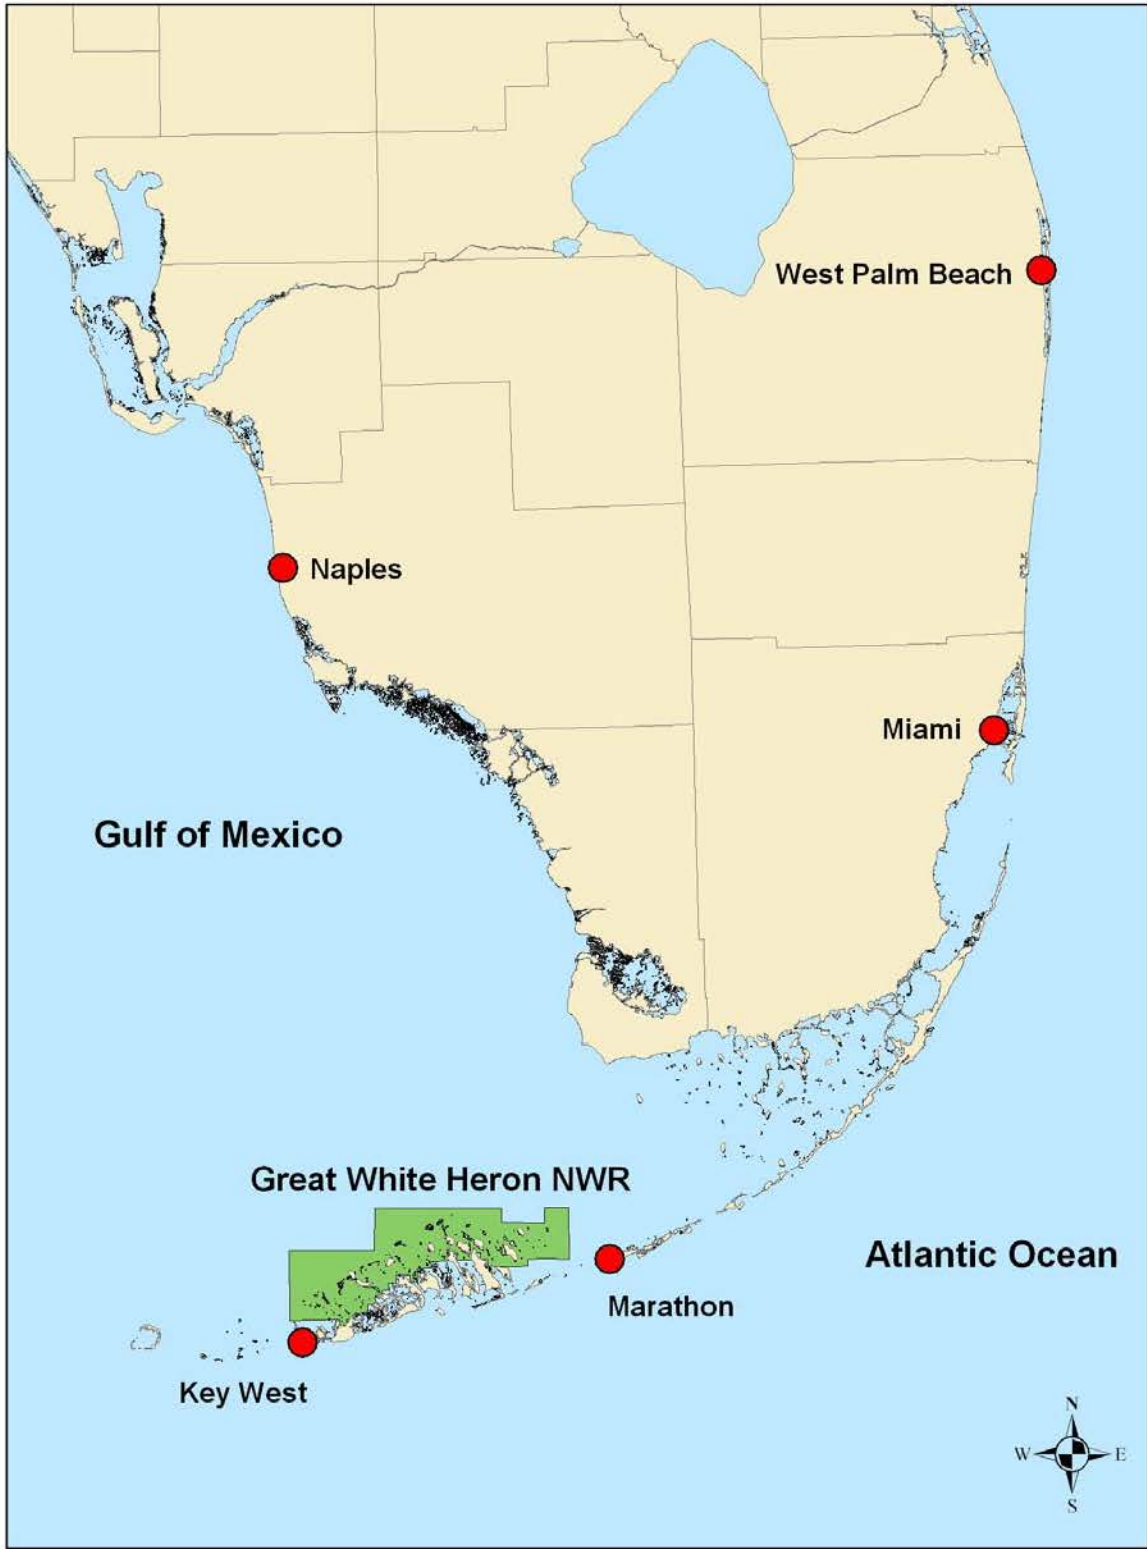 West Palm Beach
Naples
Miami
Gulf of Mexico
Great White Heron NWR
Atlantic Ocean
Marathon
Key West
N
W E
S